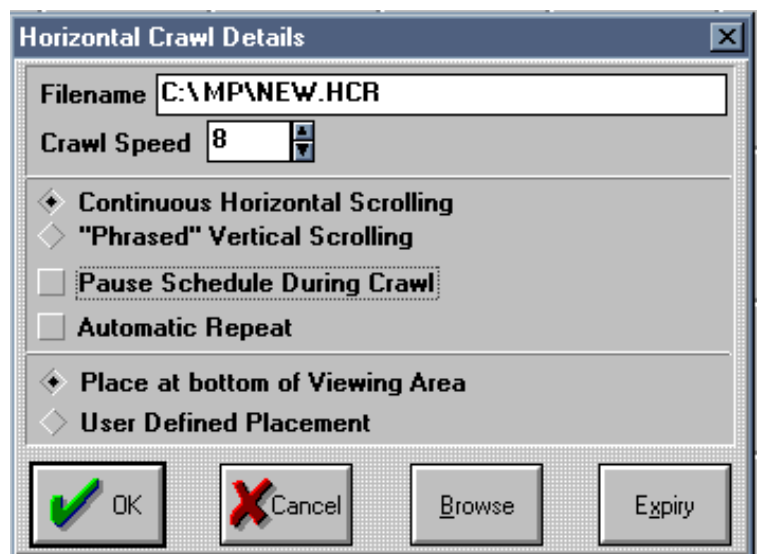 Horizontal Crawl Details
Filename C:\MP\NEW.HCR
Crawl Speed 8
Continuous Horizontal Scrolling
"Phrased" Vertical Scrolling
Pause Schedule During Crawl
Automatic Repeat
Place at bottom of Viewing Area
User Defined Placement
OK Cancel Browse Expiry